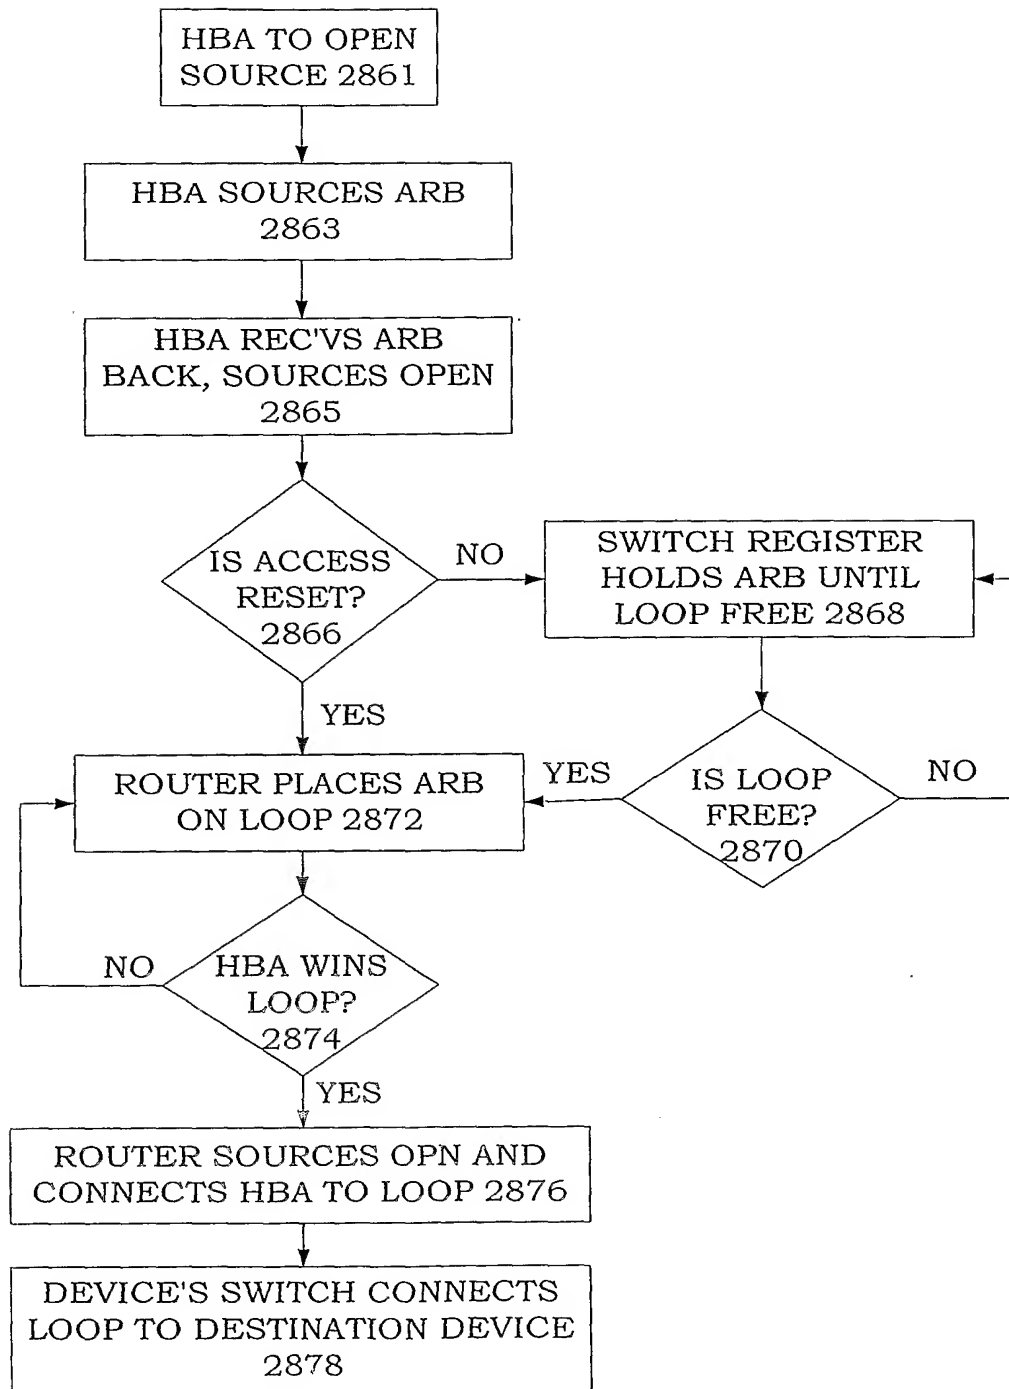 HBA TO OPEN
SOURCE 2861
HBA SOURCES ARB
2863
HBA REC'VS ARB
BACK, SOURCES OPEN
2865
IS ACCESS
RESET?
2866
NO
SWITCH REGISTER
HOLDS ARB UNTIL
LOOP FREE 2868
YES
ROUTER PLACES ARB
ON LOOP 2872
YES
IS LOOP
FREE?
2870
NO
NO
HBA WINS
LOOP?
2874
YES
ROUTER SOURCES OPN AND
CONNECTS HBA TO LOOP 2876
DEVICE'S SWITCH CONNECTS
LOOP TO DESTINATION DEVICE
2878